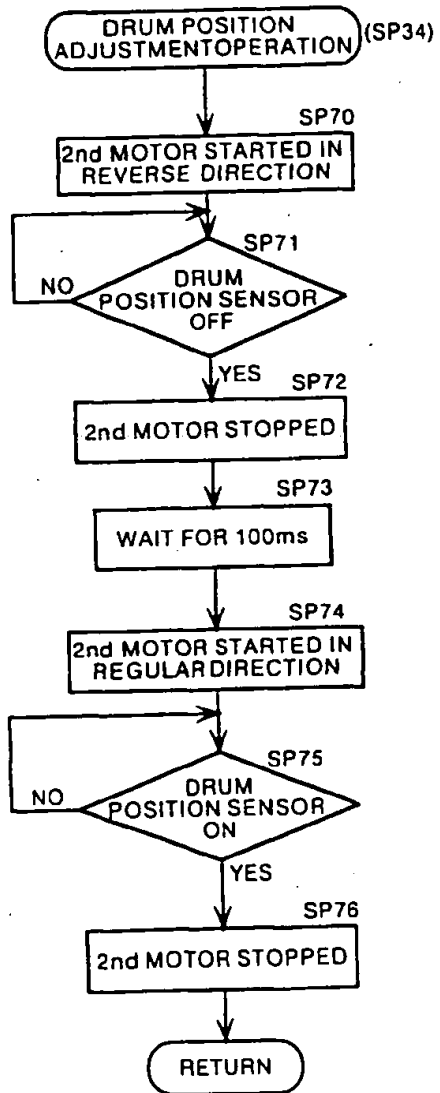 DRUM POSITION
ADJUSTMENTOPERATION
(SP34)
SP70
2nd MOTOR STARTED IN
REVERSE DIRECTION
SP71
DRUM
POSITION SENSOR
OFF
NO
YES
SP72
2nd MOTOR STOPPED
SP73
WAIT FOR 100ms
SP74
2nd MOTOR STARTED IN
REGULAR DIRECTION
SP75
DRUM
POSITION SENSOR
ON
NO
YES
SP76
2nd MOTOR STOPPED
RETURN